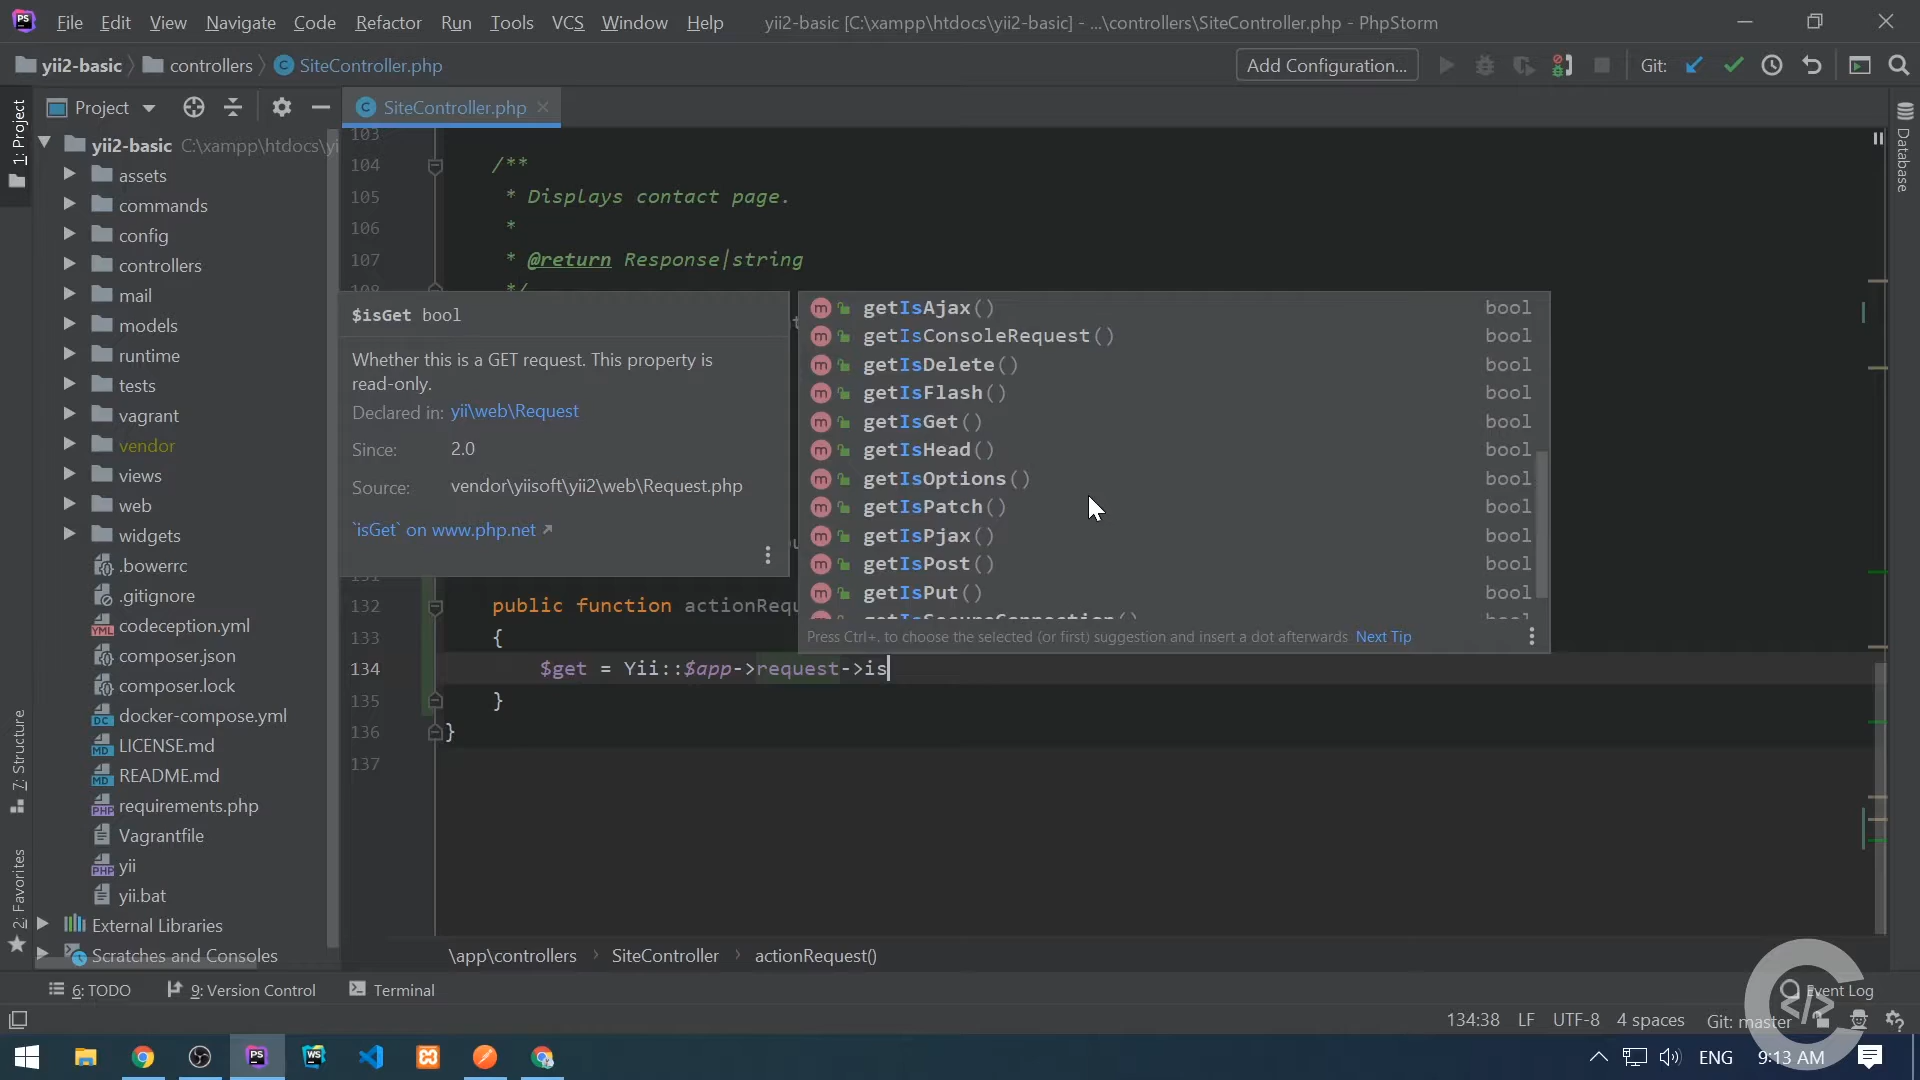 File Edit View Navigate Code Refactor Run Tools VCS Window Help yii2-basic [C:\xampp\htdocs\yii2-basic] - ...\controllers\SiteController.php - PhpStorm
yii2-basic controllers SiteController.php Add Configuration... Git:
1: Project
Project
yii2-basic C:\xampp\htdocs\yi
assets
commands
config
controllers
mail
models
runtime
tests
vagrant
vendor
views
web
widgets
.bowerrc
.gitignore
codeception.yml
composer.json
composer.lock
docker-compose.yml
LICENSE.md
README.md
requirements.php
Vagrantfile
yii
yii.bat
External Libraries
Scratches and Consoles
7: Structure
2: Favorites
SiteController.php
103
104 /**
105 * Displays contact page.
106 *
107 * @return Response|string
108 */
$isGet bool
Whether this is a GET request. This property is
read-only.
Declared in: yii\web\Request
Since: 2.0
Source: vendor\yiisoft\yii2\web\Request.php
`isGet` on www.php.net
getIsAjax() bool
getIsConsoleRequest() bool
getIsDelete() bool
getIsFlash() bool
getIsGet() bool
getIsHead() bool
getIsOptions() bool
getIsPatch() bool
getIsPjax() bool
getIsPost() bool
getIsPut() bool
getIsSecureConnection()
Press Ctrl+. to choose the selected (or first) suggestion and insert a dot afterwards Next Tip
131
132 public function actionRequ
133 {
134 $get = Yii::$app->request->is
135 }
136 }
137
Database
\app\controllers SiteController actionRequest()
6: TODO 9: Version Control Terminal Event Log
134:38 LF UTF-8 4 spaces Git: master
ENG 9:13 AM